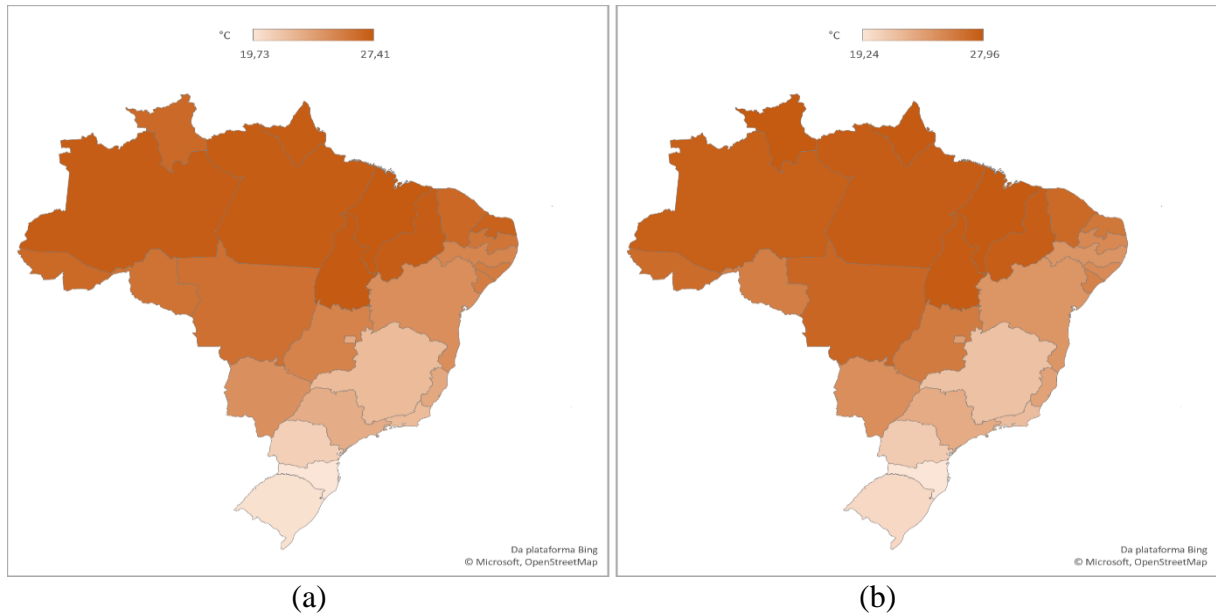 °C
19,73 27,41
Da plataforma Bing
© Microsoft, OpenStreetMap
(a)
°C
19,24 27,96
Da plataforma Bing
© Microsoft, OpenStreetMap
(b)